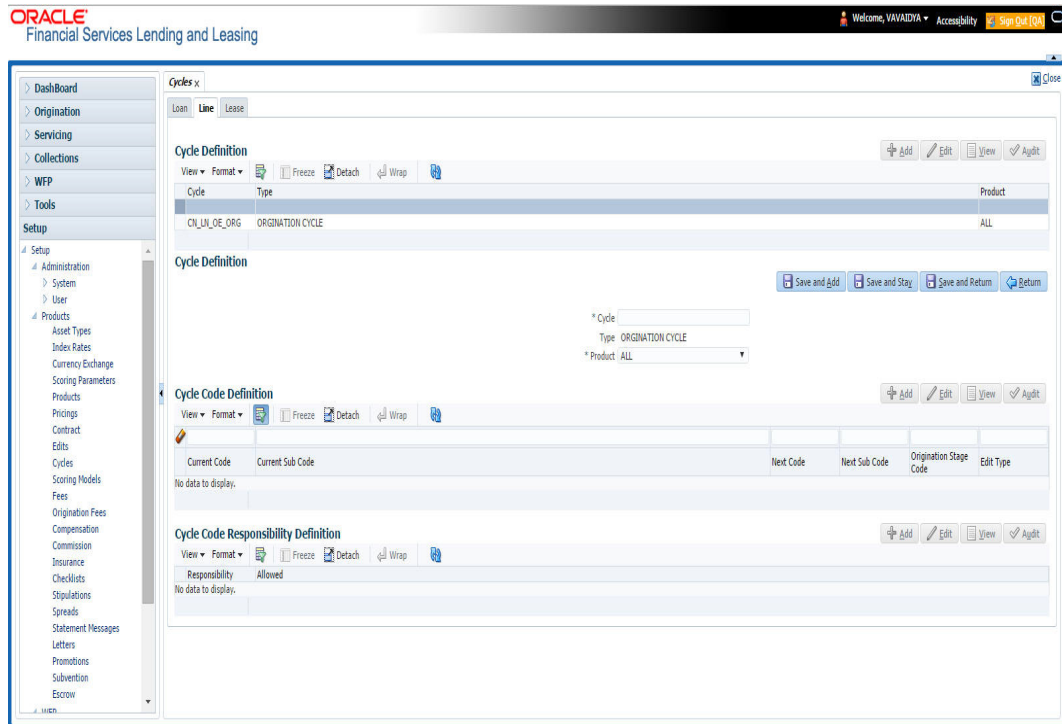 ORACLE'
Financial Services Lending and Leasing
Welcome, VAVAIDYA Accessibility Sign Out [QA]
Close
DashBoard
Origination
Servicing
Collections
WFP
Tools
Setup
Setup
Administration
System
User
Products
Asset Types
Index Rates
Currency Exchange
Scoring Parameters
Products
Pricings
Contract
Edits
Cycles
Scoring Models
Fees
Origination Fees
Compensation
Commission
Insurance
Checklists
Stipulations
Spreads
Statement Messages
Letters
Promotions
Subvention
Escrow
WFP
Cycles x
Loan Line Lease
Cycle Definition
Add Edit View Audit
View Format Freeze Detach Wrap
Cycle Type Product
CN_LN_OE_ORG ORGINATION CYCLE ALL
Cycle Definition
Save and Add Save and Stay Save and Return Return
* Cycle
Type ORGINATION CYCLE
* Product ALL
Cycle Code Definition
Add Edit View Audit
View Format Freeze Detach Wrap
Current Code Current Sub Code Next Code Next Sub Code Origination Stage Code Edit Type
No data to display.
Cycle Code Responsibility Definition
Add Edit View Audit
View Format Freeze Detach Wrap
Responsibility Allowed
No data to display.